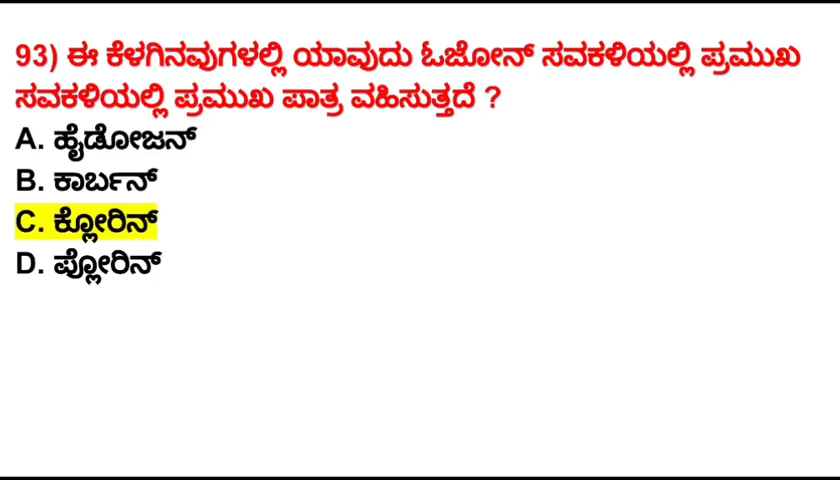 93) ಈ ಕೆಳಗಿನವುಗಳಲ್ಲಿ ಯಾವುದು ಓಜೋನ್ ಸವಕಳಿಯಲ್ಲಿ ಪ್ರಮುಖ
ಸವಕಳಿಯಲ್ಲಿ ಪ್ರಮುಖ ಪಾತ್ರ ವಹಿಸುತ್ತದೆ ?
A. ಹೈಡೋಜನ್
B. ಕಾರ್ಬನ್
C. ಕ್ಲೋರಿನ್
D. ಪ್ಲೋರಿನ್